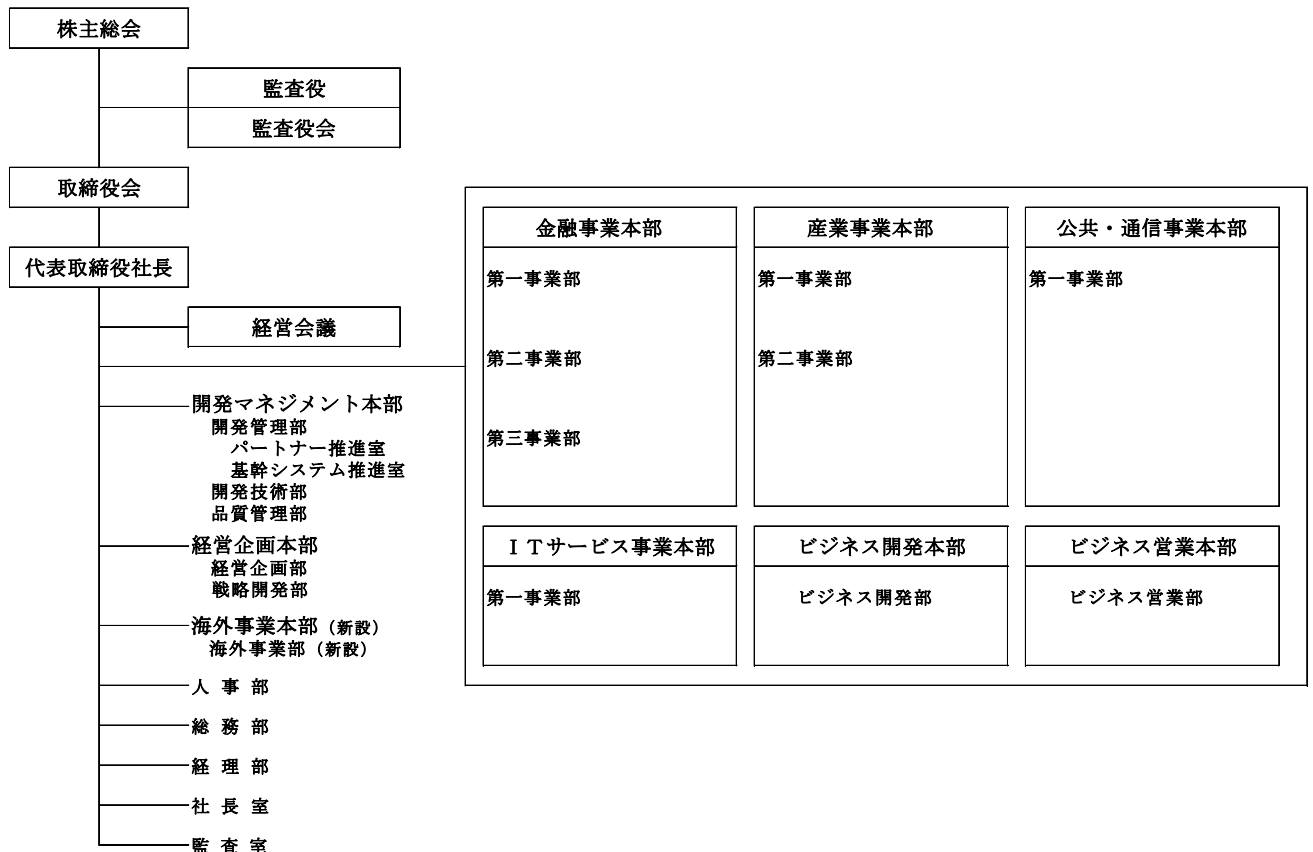 株主総会
監査役
監査役会
取締役会
代表取締役社長
経営会議
開発マネジメント本部
開発管理部
パートナー推進室
基幹システム推進室
開発技術部
品質管理部
経営企画本部
経営企画部
戦略開発部
海外事業本部（新設）
海外事業部（新設）
人 事 部
総 務 部
経 理 部
社 長 室
監 査 室
金融事業本部
第一事業部
第二事業部
第三事業部
産業事業本部
第一事業部
第二事業部
公共・通信事業本部
第一事業部
ＩＴサービス事業本部
第一事業部
ビジネス開発本部
ビジネス開発部
ビジネス営業本部
ビジネス営業部